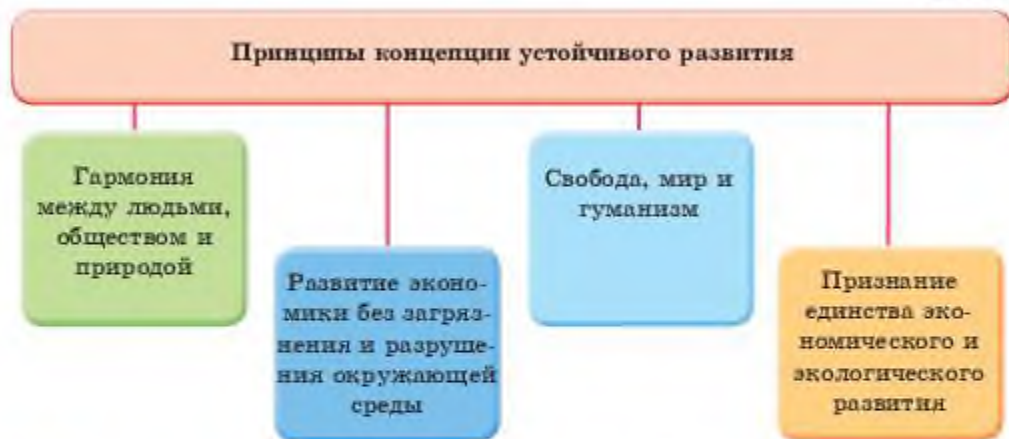 Принципы концепции устойчивого развития
Гармония
между людьми,
обществом и
природой
Развитие эконо-
мики без загряз-
нения и разруше-
ния окружающей
среды
Свобода, мир и
гуманизм
Признание
единства эко-
номического и
экологического
развития